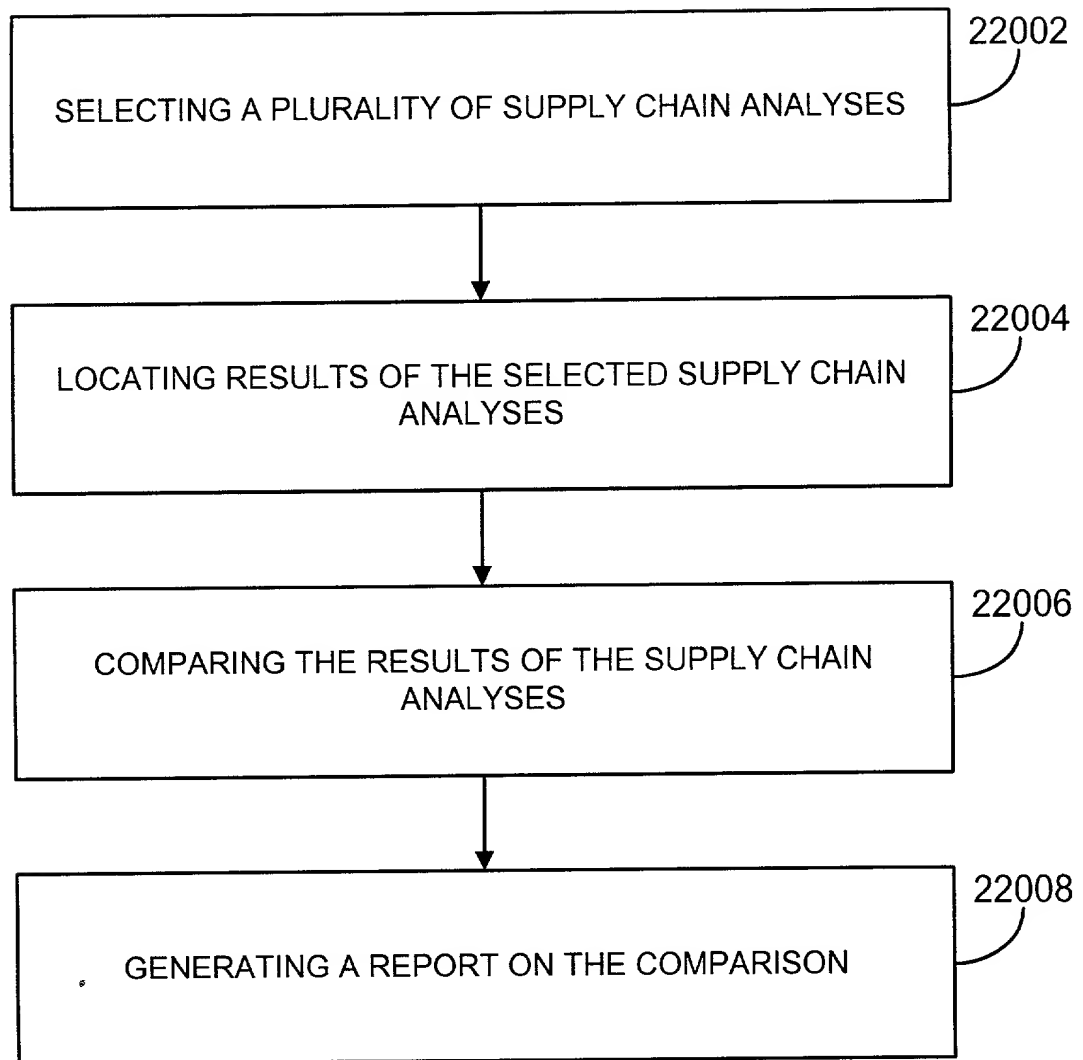 22002
SELECTING A PLURALITY OF SUPPLY CHAIN ANALYSES
22004
LOCATING RESULTS OF THE SELECTED SUPPLY CHAIN
ANALYSES
22006
COMPARING THE RESULTS OF THE SUPPLY CHAIN
ANALYSES
22008
GENERATING A REPORT ON THE COMPARISON